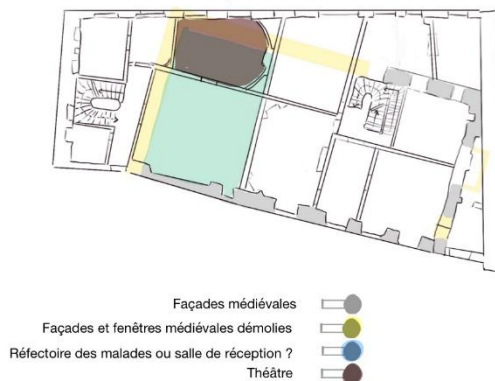 Façades médiévales
Façades et fenêtres médiévales démolies
Réfectoire des malades ou salle de réception ?
Théâtre